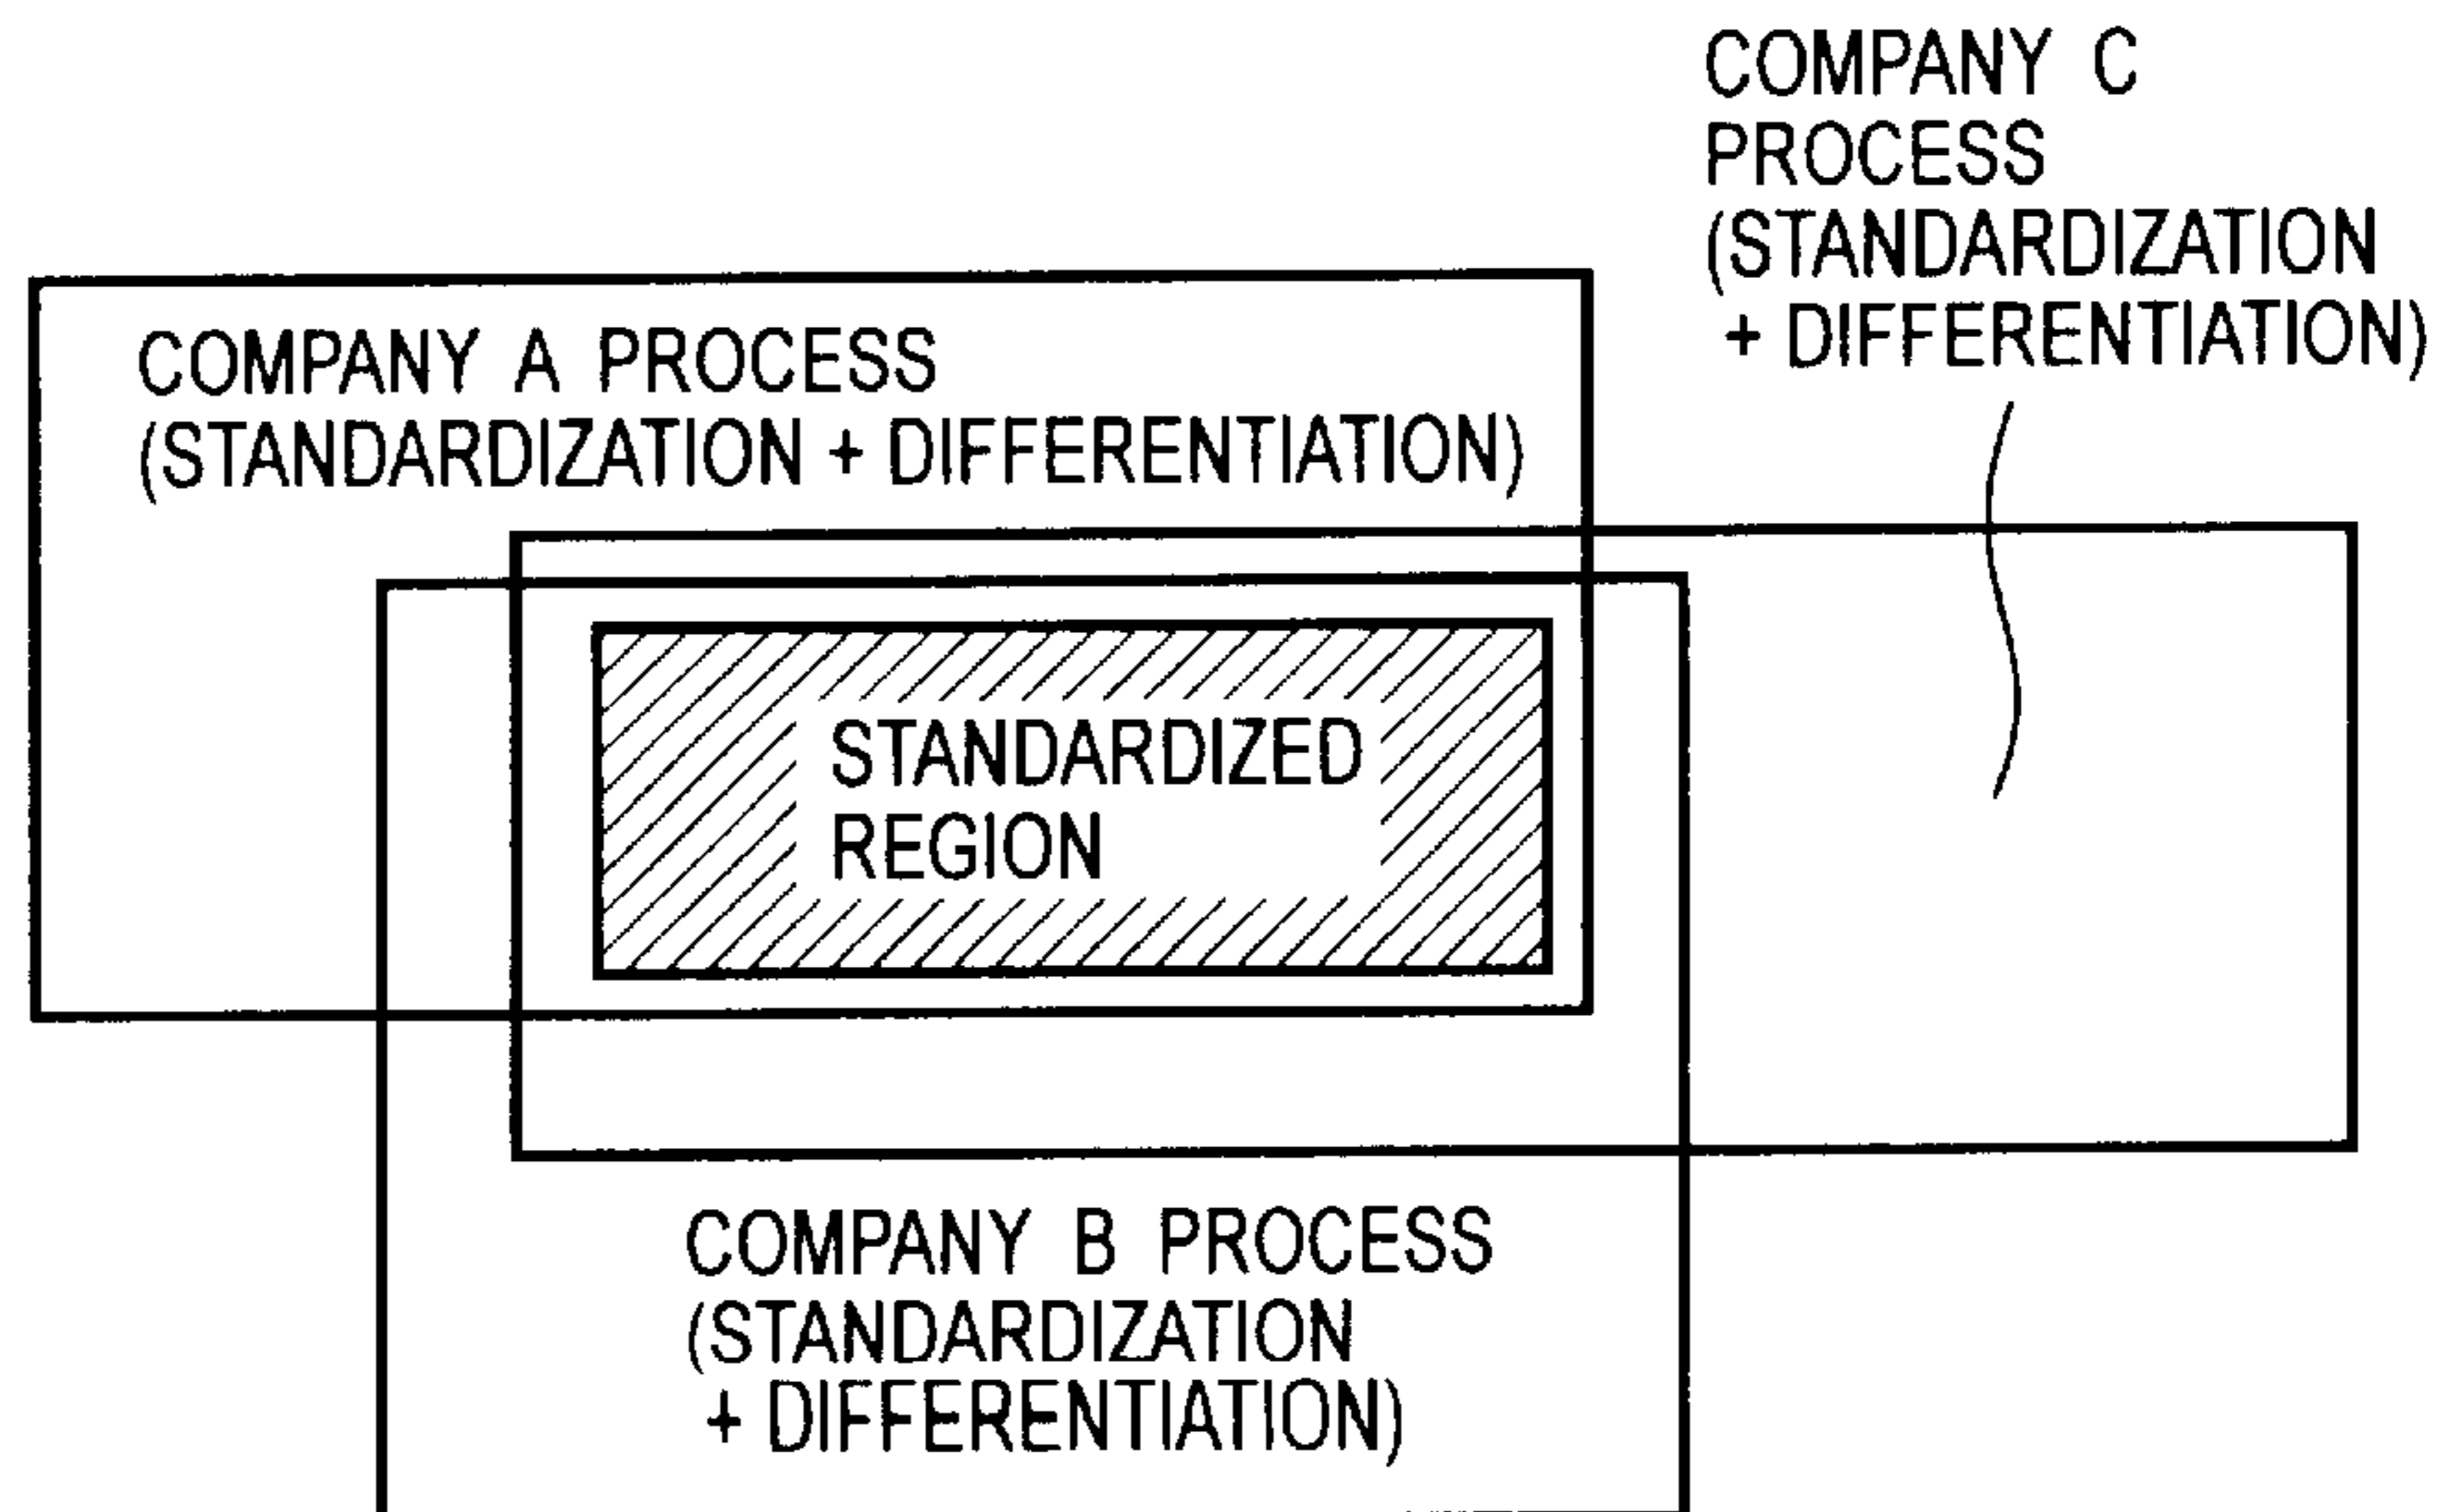 COMPANY C
PROCESS
(STANDARDIZATION
+ DIFFERENTIATION)
COMPANY A PROCESS
(STANDARDIZATION + DIFFERENTIATION)
STANDARDIZED
REGION
COMPANY B PROCESS
(STANDARDIZATION
+ DIFFERENTIATION)